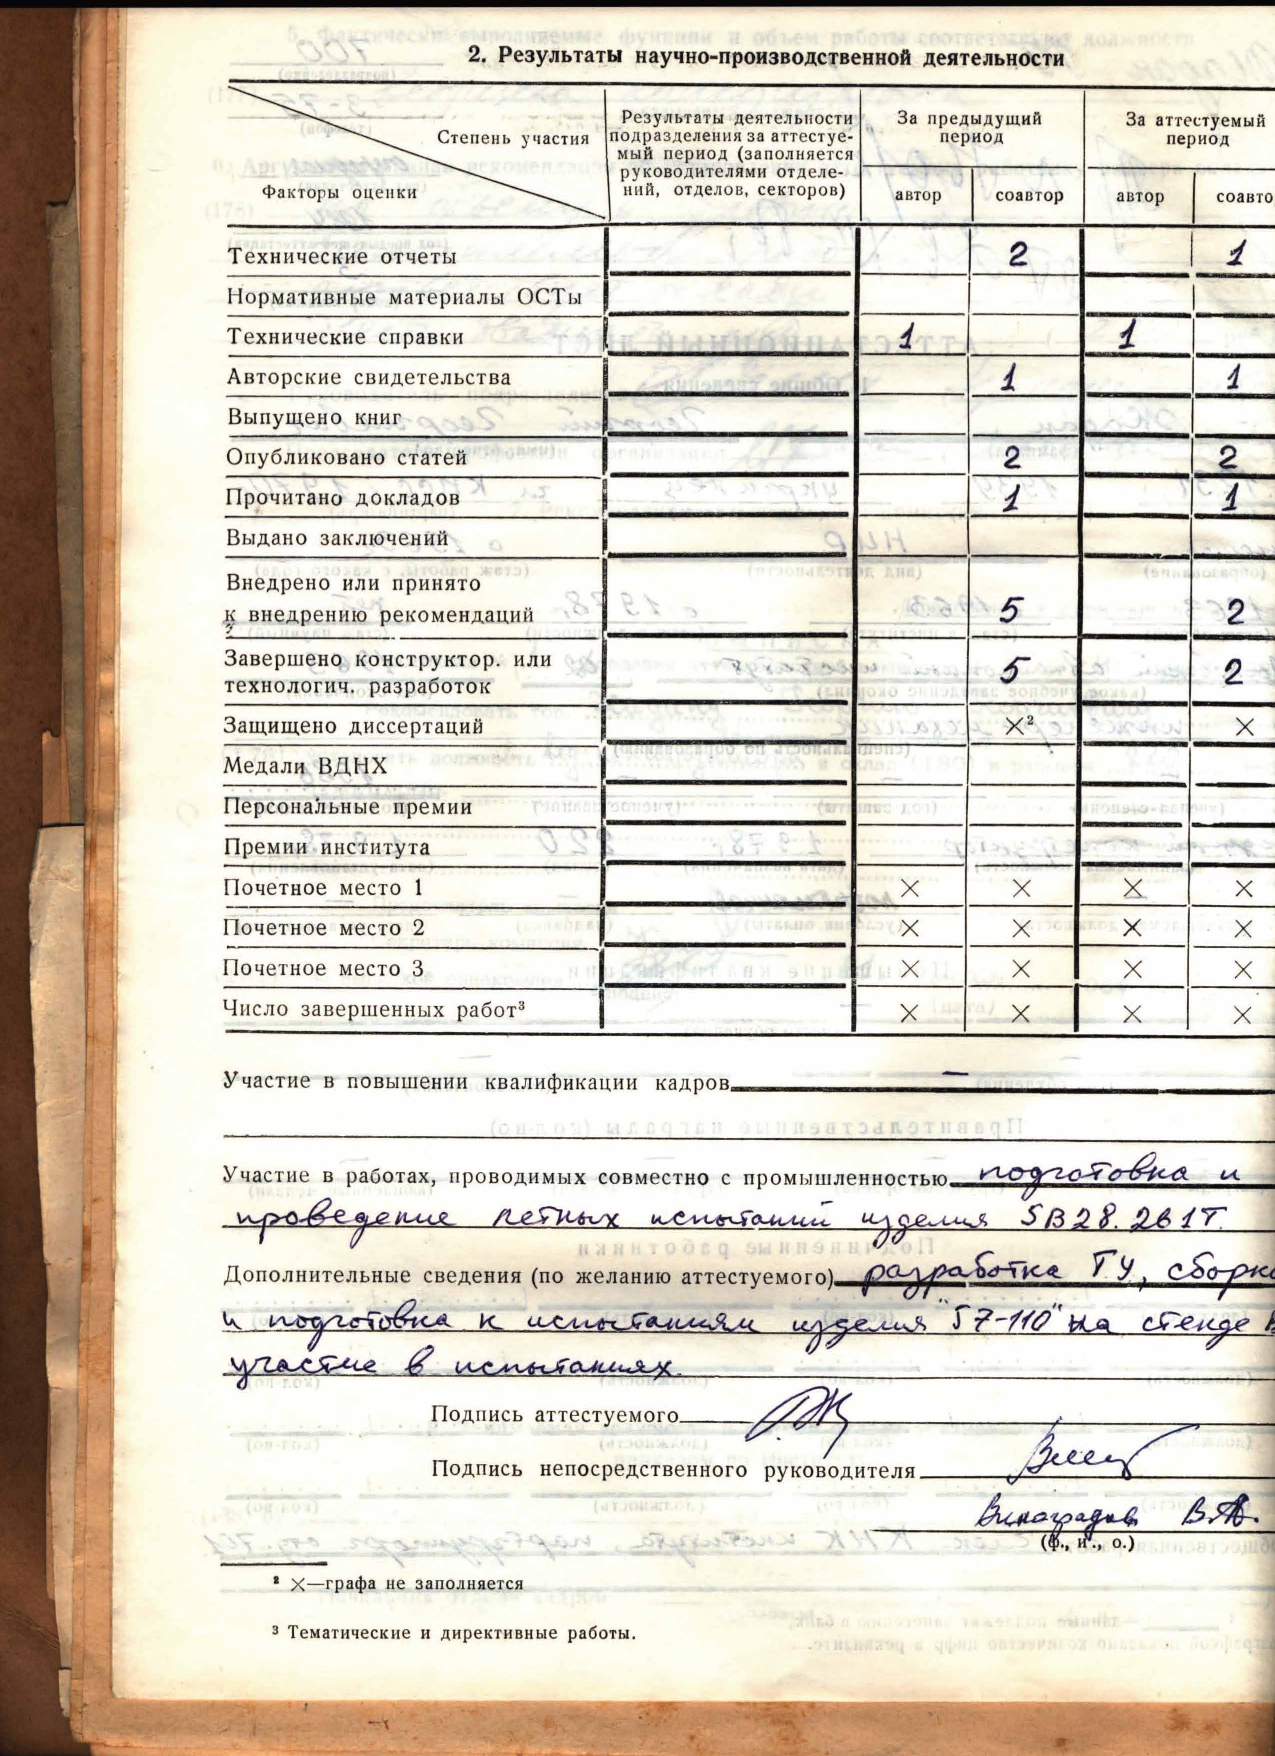 2. Результаты научно-производственной деятельности
Степень участия
Факторы оценки
Результаты деятельности
подразделения за аттестуе-
мый период (заполняется
руководителями отделе-
ний, отделов, секторов)
За предыдущий
период
За аттестуемый
период
автор соавтор автор соавто
Технические отчеты 2 1
Нормативные материалы ОСТы
Технические справки 1 1
Авторские свидетельства 1 1
Выпущено книг
Опубликовано статей 2 2
Прочитано докладов 1 1
Выдано заключений
Внедрено или принято
к внедрению рекомендаций 5 2
Завершено конструктор. или
технологич. разработок 5 2
Защищено диссертаций ×² ×
Медали ВДНХ
Персональные премии
Премии института
Почетное место 1 × × × ×
Почетное место 2 × × × ×
Почетное место 3 × × × ×
Число завершенных работ³ × × × ×
Участие в повышении квалификации кадров —
Участие в работах, проводимых совместно с промышленностью подготовка и
проведение летных испытаний изделия 5В28.261Т.
Дополнительные сведения (по желанию аттестуемого) разработка ТУ, сборка
и подготовка к испытаниям изделия "57-110" на стенде
участие в испытаниях.
Подпись аттестуемого
Подпись непосредственного руководителя
Виноградов В.А.
(ф., и., о.)
² ×—графа не заполняется
³ Тематические и директивные работы.